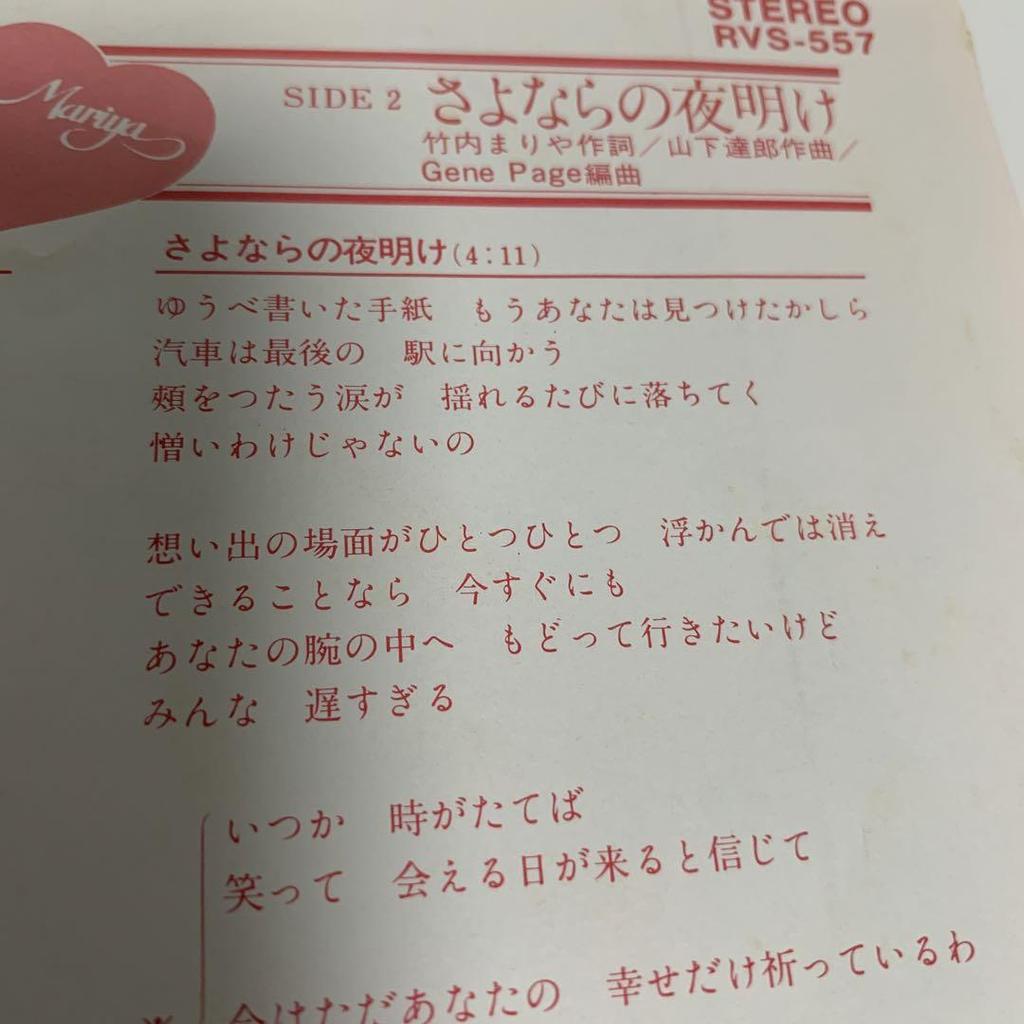 STEREO
RVS-557
Mariya
SIDE 2 さよならの夜明け
竹内まりや作詞／山下達郎作曲／
Gene Page編曲
さよならの夜明け(4:11)
ゆうべ書いた手紙　もうあなたは見つけたかしら
汽車は最後の　駅に向かう
頬をつたう涙が　揺れるたびに落ちてく
憎いわけじゃないの
想い出の場面がひとつひとつ　浮かんでは消え
できることなら　今すぐにも
あなたの腕の中へ　もどって行きたいけど
みんな　遅すぎる
いつか　時がたてば
笑って　会える日が来ると信じて
今はただあなたの　幸せだけ祈っているわ